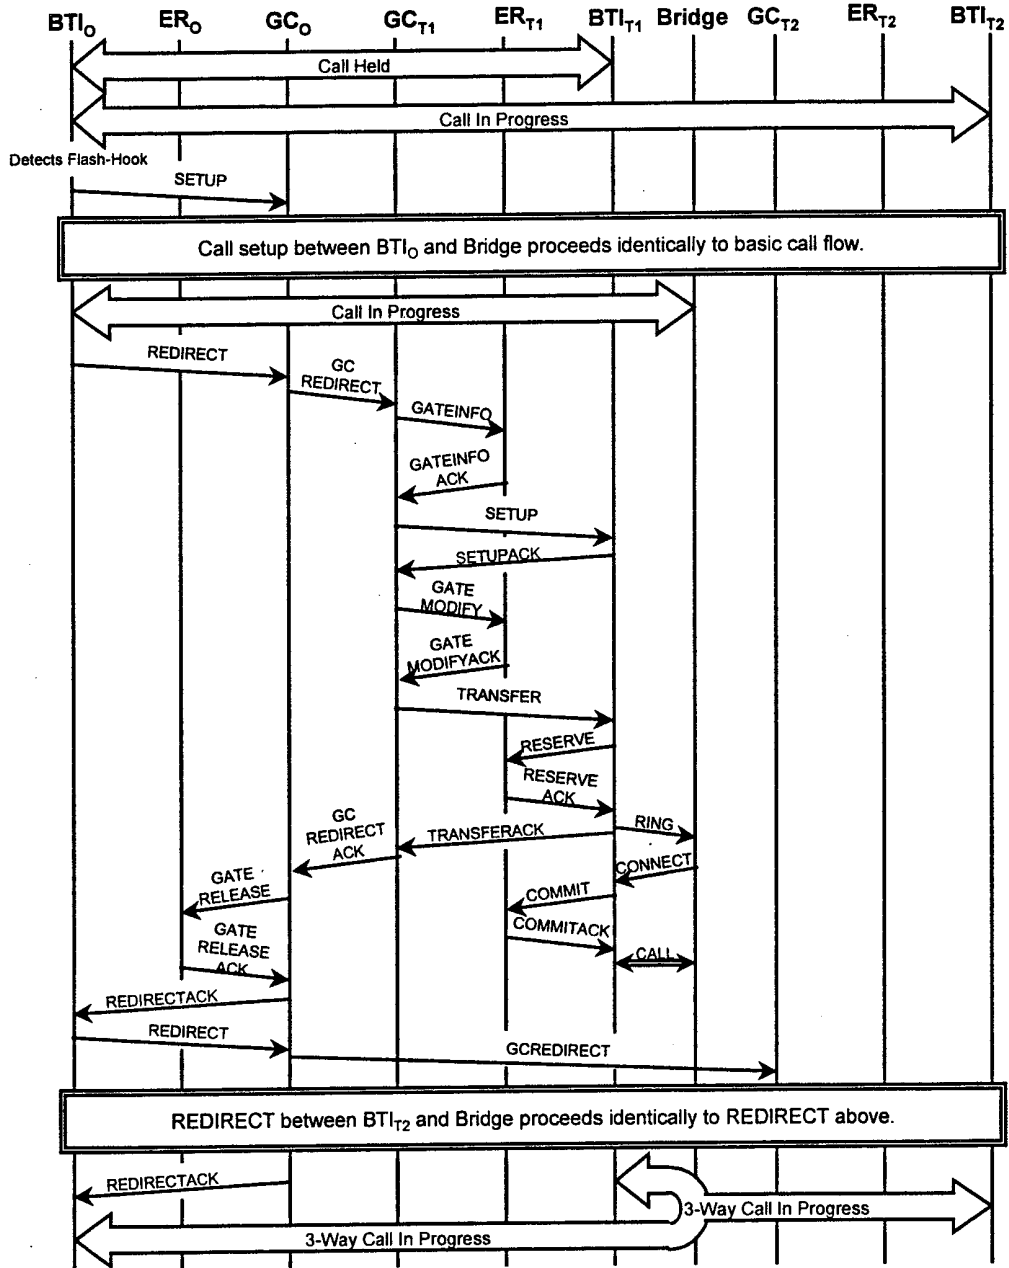 BTIO ERO GCO GCT1 ERT1 BTIT1 Bridge GCT2 ERT2 BTIT2
Call Held
Call In Progress
Detects Flash-Hook
SETUP
Call setup between BTIO and Bridge proceeds identically to basic call flow.
Call In Progress
REDIRECT
GC
REDIRECT
GATEINFO
GATEINFO
ACK
SETUP
SETUPACK
GATE
MODIFY
GATE
MODIFYACK
TRANSFER
RESERVE
RESERVE
ACK
RING
TRANSFERACK
GC
REDIRECT
ACK
CONNECT
GATE
RELEASE
COMMIT
COMMITACK
GATE
RELEASE
ACK
CALL
REDIRECTACK
REDIRECT
GCREDIRECT
REDIRECT between BTIT2 and Bridge proceeds identically to REDIRECT above.
REDIRECTACK
3-Way Call In Progress
3-Way Call In Progress